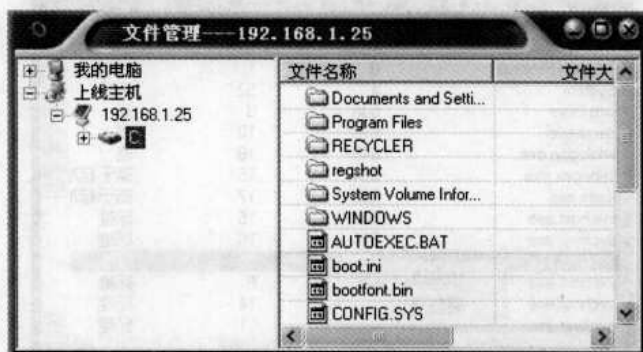 文件管理---192.168.1.25
我的电脑
上线主机
192.168.1.25
C:
文件名称
文件大
Documents and Setti...
Program Files
RECYCLER
regshot
System Volume Infor...
WINDOWS
AUTOEXEC.BAT
boot.ini
bootfont.bin
CONFIG.SYS